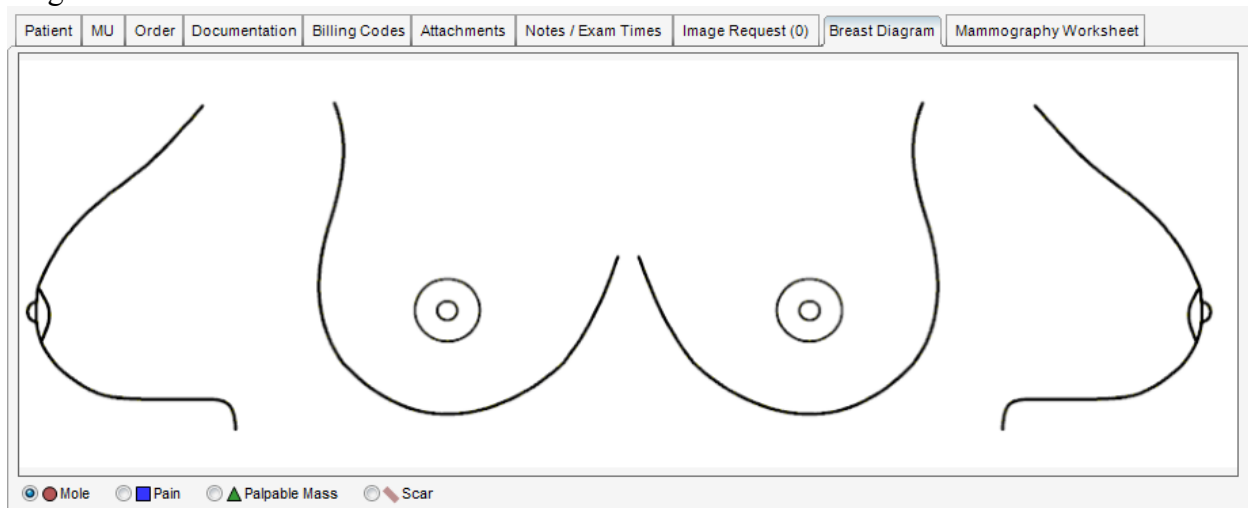 Patient MU Order Documentation Billing Codes Attachments Notes / Exam Times Image Request (0) Breast Diagram Mammography Worksheet
Mole Pain Palpable Mass Scar